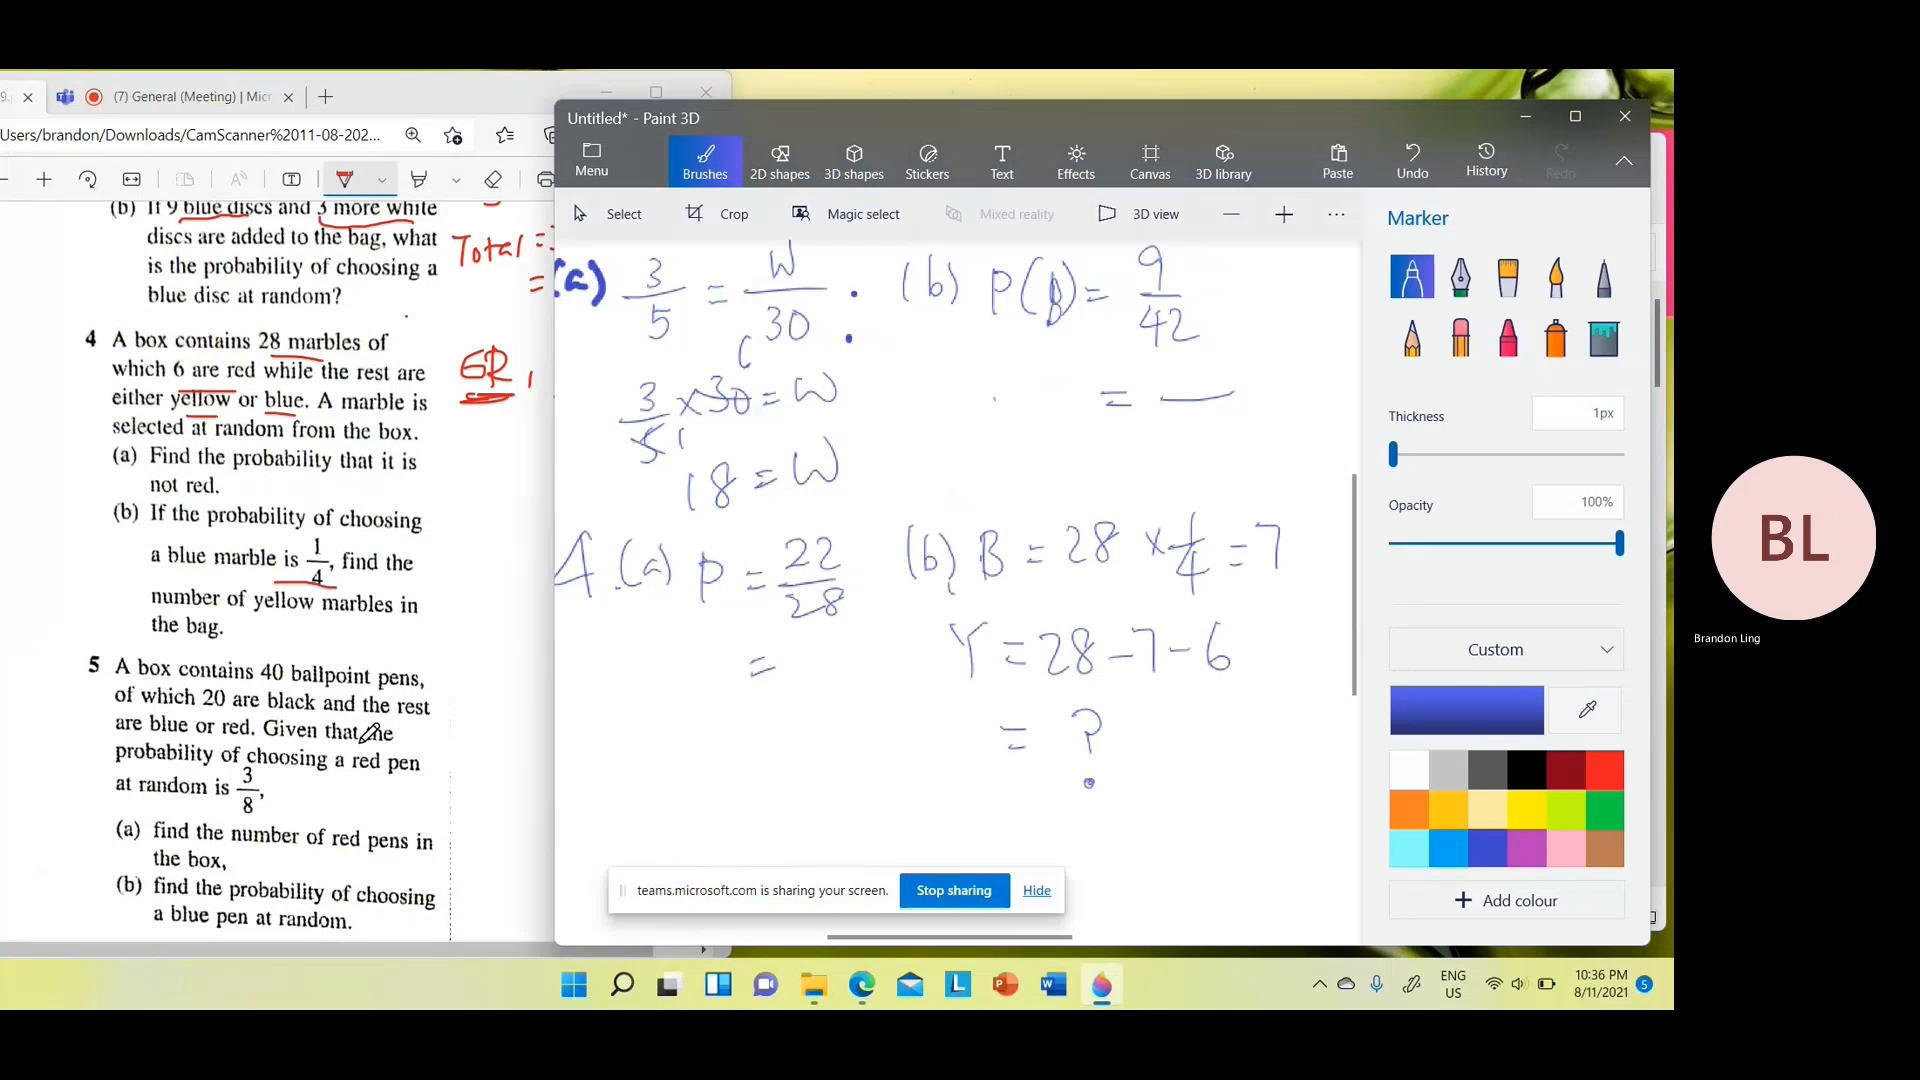 9.
(7) General (Meeting) | Micr
Users/brandon/Downloads/CamScanner%2011-08-202...
(b) If 9 blue discs and 3 more white
discs are added to the bag, what
is the probability of choosing a
blue disc at random?
Total =
=
4 A box contains 28 marbles of
which 6 are red while the rest are
either yellow or blue. A marble is
selected at random from the box.
(a) Find the probability that it is
not red.
(b) If the probability of choosing
a blue marble is 1/4, find the
number of yellow marbles in
the bag.
6R,
5 A box contains 40 ballpoint pens,
of which 20 are black and the rest
are blue or red. Given that the
probability of choosing a red pen
at random is 3/8,
(a) find the number of red pens in
the box,
(b) find the probability of choosing
a blue pen at random.
Untitled* - Paint 3D
Menu
Brushes
2D shapes
3D shapes
Stickers
Text
Effects
Canvas
3D library
Paste
Undo
History
Redo
Select
Crop
Magic select
Mixed reality
3D view
(a) 3/5 = W/30
6
3/5 x 30 = W
1
18 = W
(b) P(B) = 9/42
=
4.(a) P = 22/28
=
(b) B = 28 x 1/4 = 7
Y = 28 - 7 - 6
= ?
teams.microsoft.com is sharing your screen.
Stop sharing
Hide
Marker
Thickness
1px
Opacity
100%
Custom
+ Add colour
BL
Brandon Ling
ENG
US
10:36 PM
8/11/2021
5